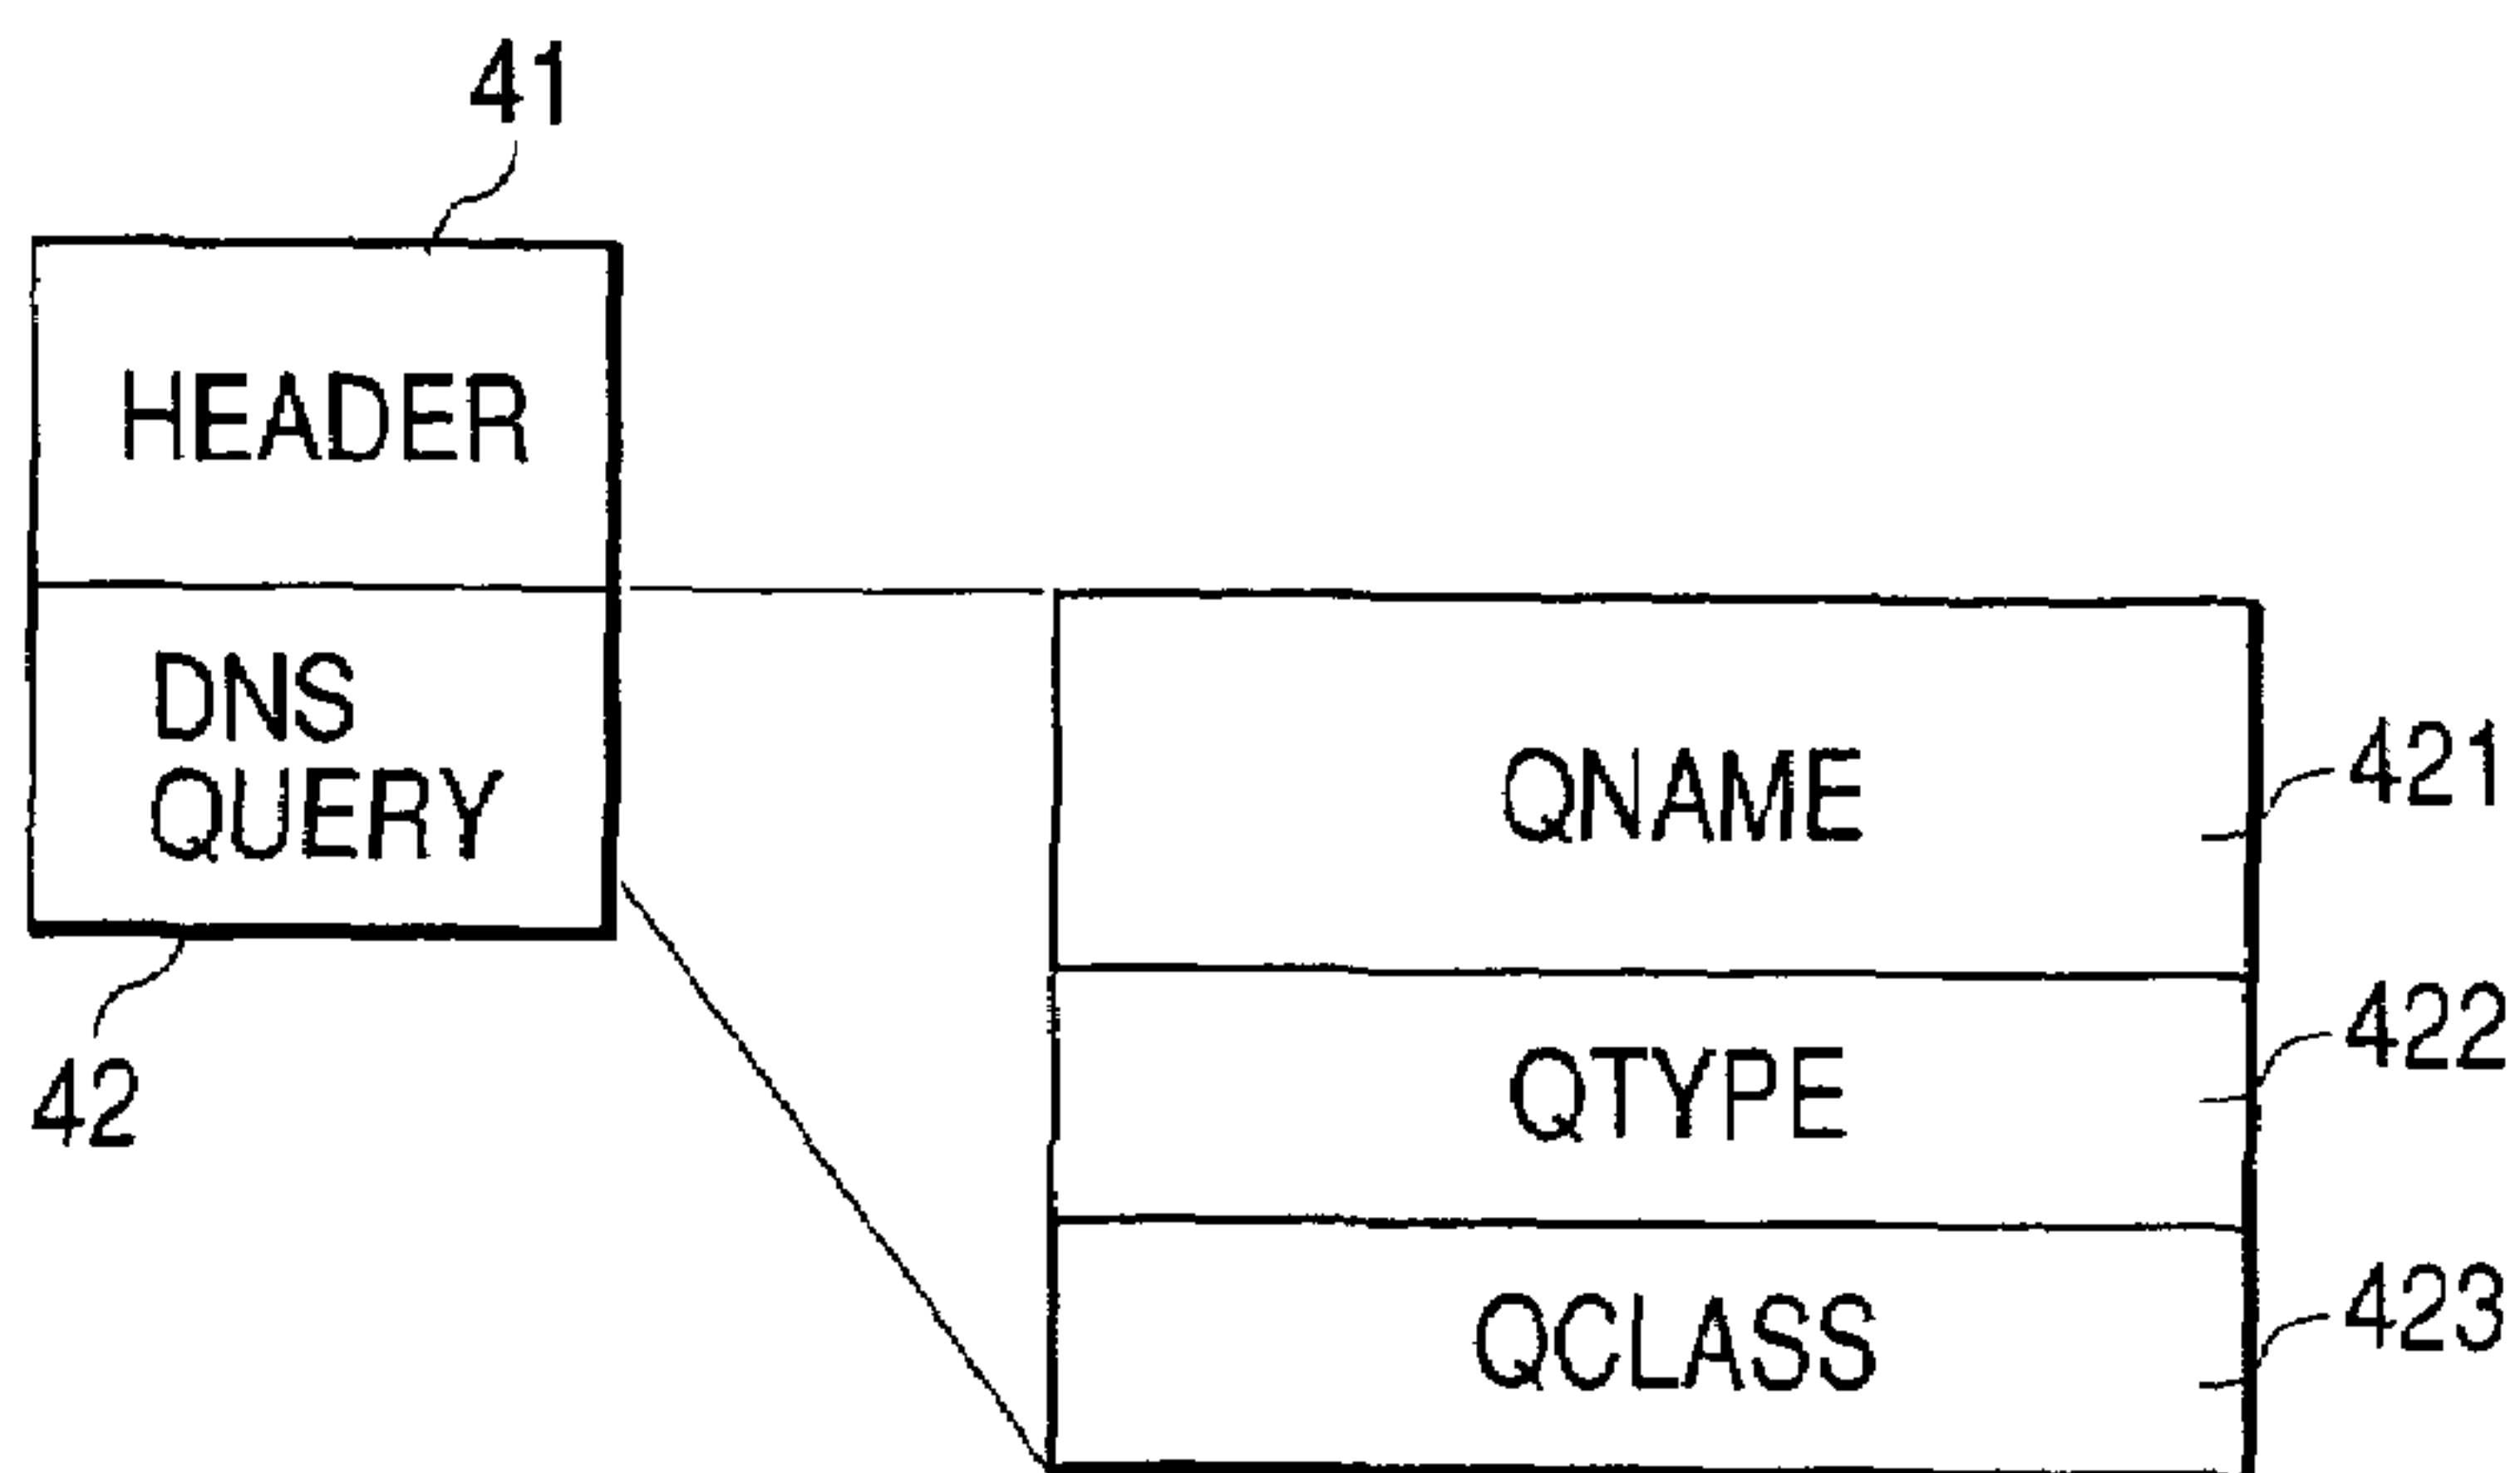 41
HEADER
DNS
QUERY
42
QNAME
421
QTYPE
422
QCLASS
423